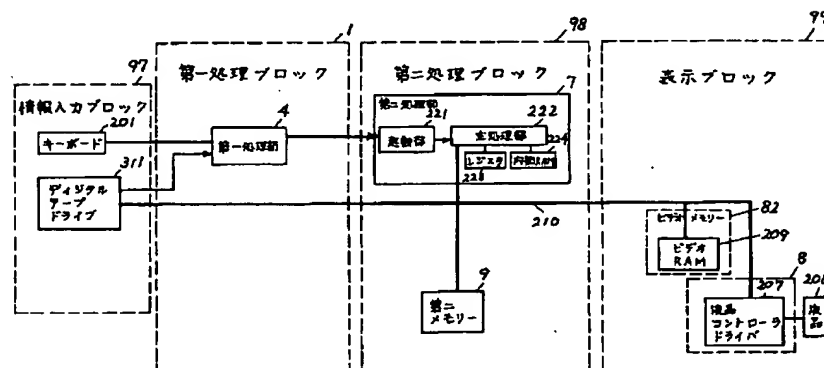 97
情報入力ブロック
201
キーボード
311
ディジタル
テープ
ドライブ
1
第一処理ブロック
4
第一処理部
98
第二処理ブロック
7
第二処理部
221
起動部
222
主処理部
223
レジスタ
224
内部RAM
9
第二
メモリー
210
99
表示ブロック
82
ビデオメモリー
209
ビデオ
RAM
8
207
液晶
コントローラ
ドライバ
液晶